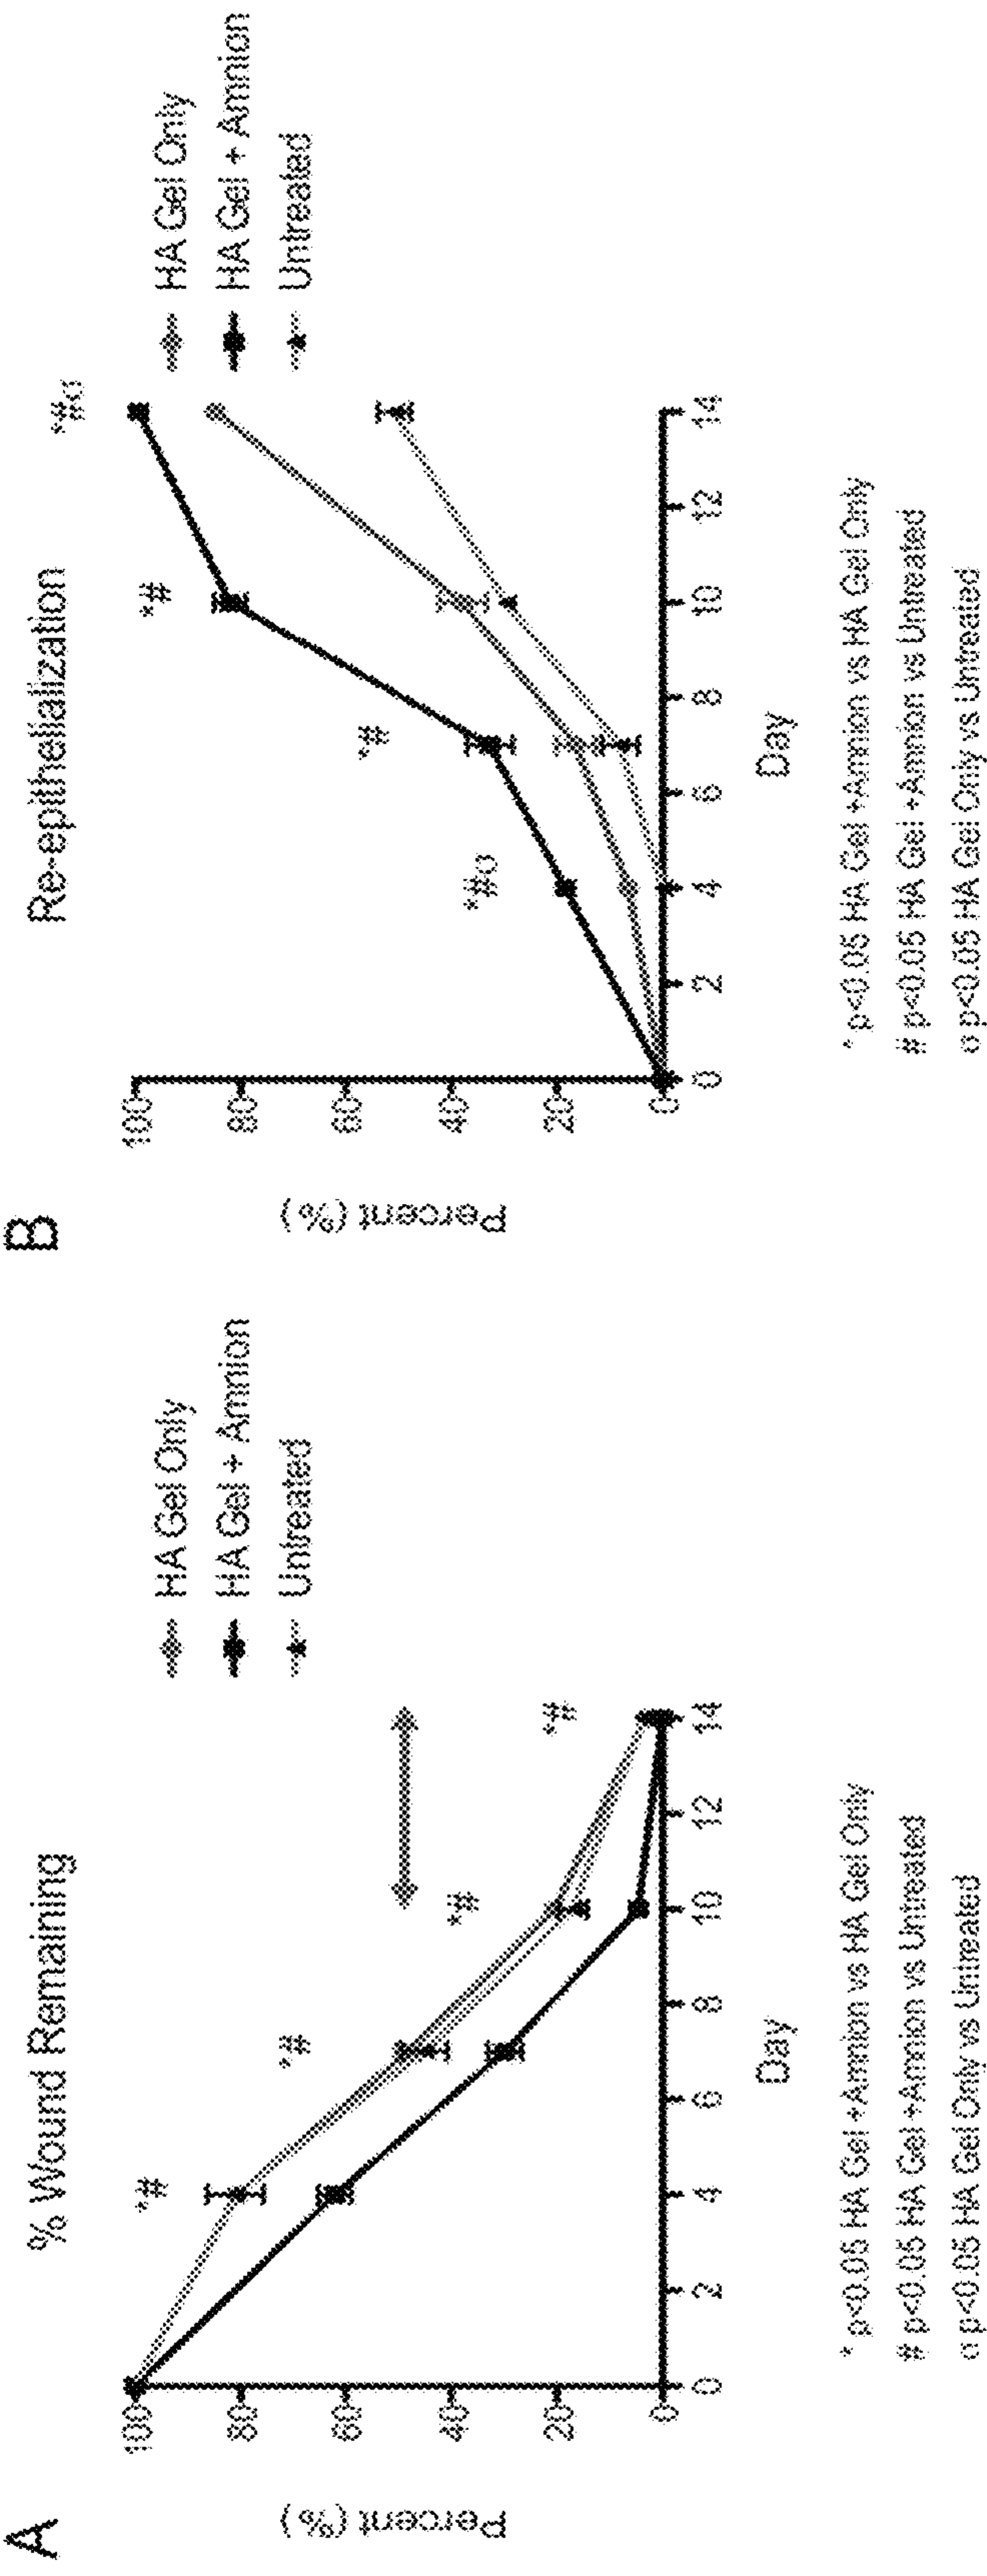 A
% Wound Remaining
Percent (%)
100
80
60
40
20
0
0 2 4 6 8 10 12 14
Day
*#
*#
*#
*#
HA Gel Only
HA Gel + Amnion
Untreated
* p<0.05 HA Gel +Amnion vs HA Gel Only
# p<0.05 HA Gel +Amnion vs Untreated
α p<0.05 HA Gel Only vs Untreated
B
Re-epithelialization
Percent (%)
100
80
60
40
20
0
0 2 4 6 8 10 12 14
Day
*#α
*#
*#
*#α
HA Gel Only
HA Gel + Amnion
Untreated
* p<0.05 HA Gel +Amnion vs HA Gel Only
# p<0.05 HA Gel +Amnion vs Untreated
α p<0.05 HA Gel Only vs Untreated